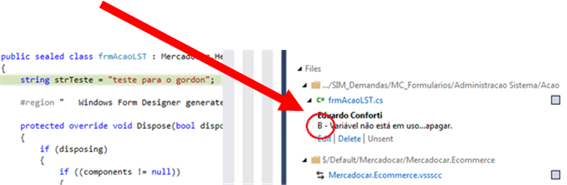 public sealed class frmAcaoLST : Mercadocar.He
{
string strTeste = "teste para o gordon";
#region " Windows Form Designer generate
protected override void Dispose(bool dispo
{
if (disposing)
{
if ((components != null))
{
Files
.../SIM_Demandas/MC_Formularios/Administracao Sistema/Acao
C# frmAcaoLST.cs
Eduardo Conforti
B - Variável não está em uso...apagar.
Edit | Delete | Unsent
$/Default/Mercadocar/Mercadocar.Ecommerce
Mercadocar.Ecommerce.vssscc